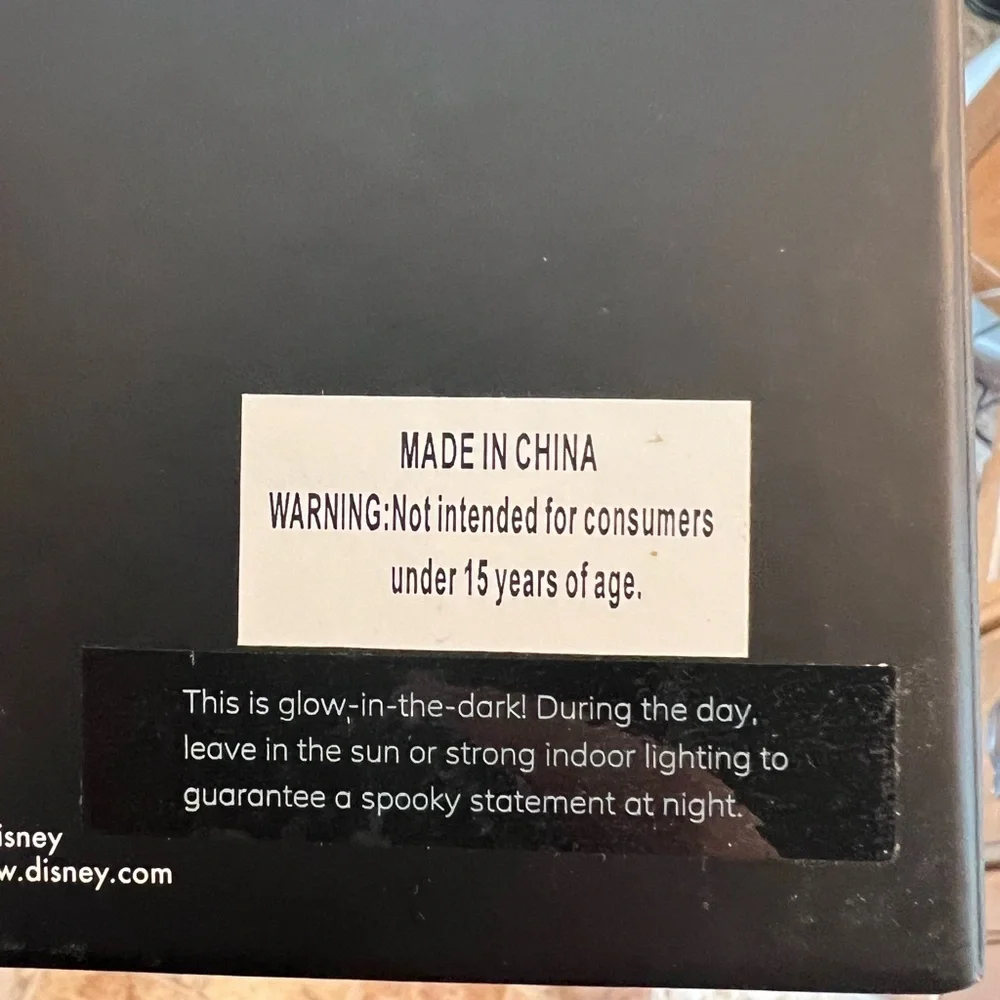 MADE IN CHINA
WARNING:Not intended for consumers
under 15 years of age.
This is glow-in-the-dark! During the day,
leave in the sun or strong indoor lighting to
guarantee a spooky statement at night.
isney
w.disney.com